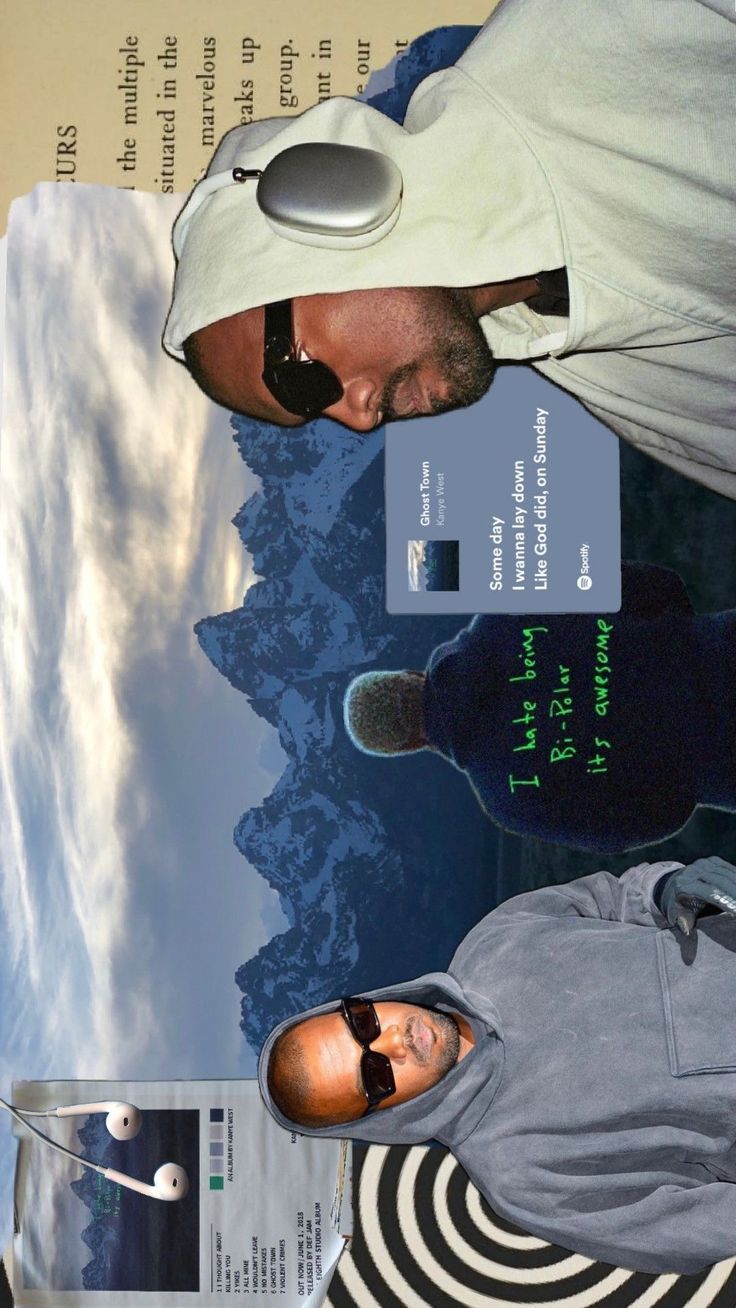 1 I THOUGHT ABOUT
KILLING YOU
2 YIKES
3 ALL MINE
4 WOULDN'T LEAVE
5 NO MISTAKES
6 GHOST TOWN
7 VIOLENT CRIMES
AN ALBUM BY KANYE WEST
OUT NOW/JUNE 1, 2018
RELEASED BY DEF JAM
EIGHTH STUDIO ALBUM
I hate being
Bi-Polar
its awesome
Ghost Town
Kanye West
Some day
I wanna lay down
Like God did, on Sunday
Spotify
the multiple
situated in the
marvelous
up
group.
in
our